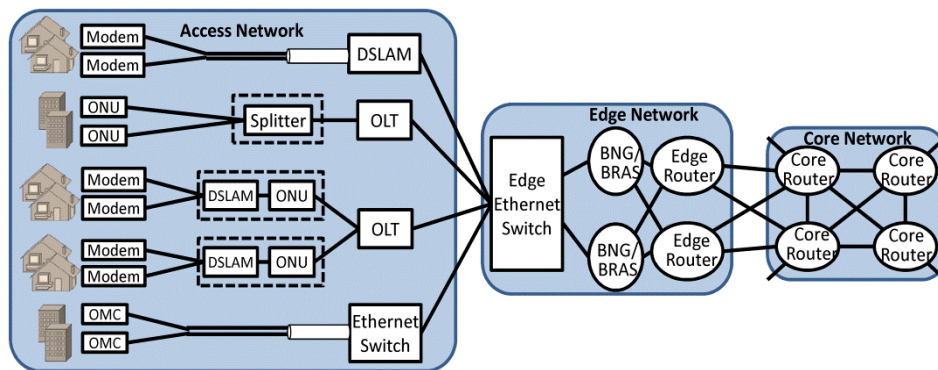 Access Network
Modem
Modem
DSLAM
ONU
ONU
Splitter
OLT
Modem
Modem
DSLAM
ONU
OLT
Modem
Modem
DSLAM
ONU
OMC
OMC
Ethernet
Switch
Edge Network
Edge
Ethernet
Switch
BNG/
BRAS
Edge
Router
BNG/
BRAS
Edge
Router
Core Network
Core
Router
Core
Router
Core
Router
Core
Router